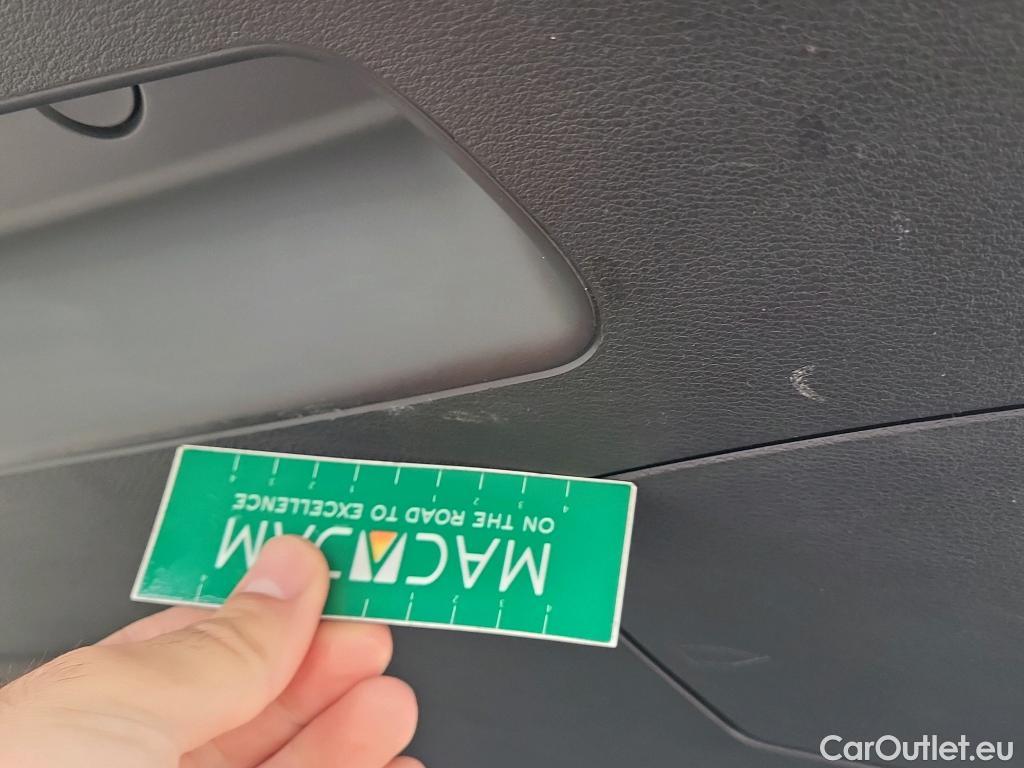 MACADAM
ON THE ROAD TO EXCELLENCE
CarOutlet.eu